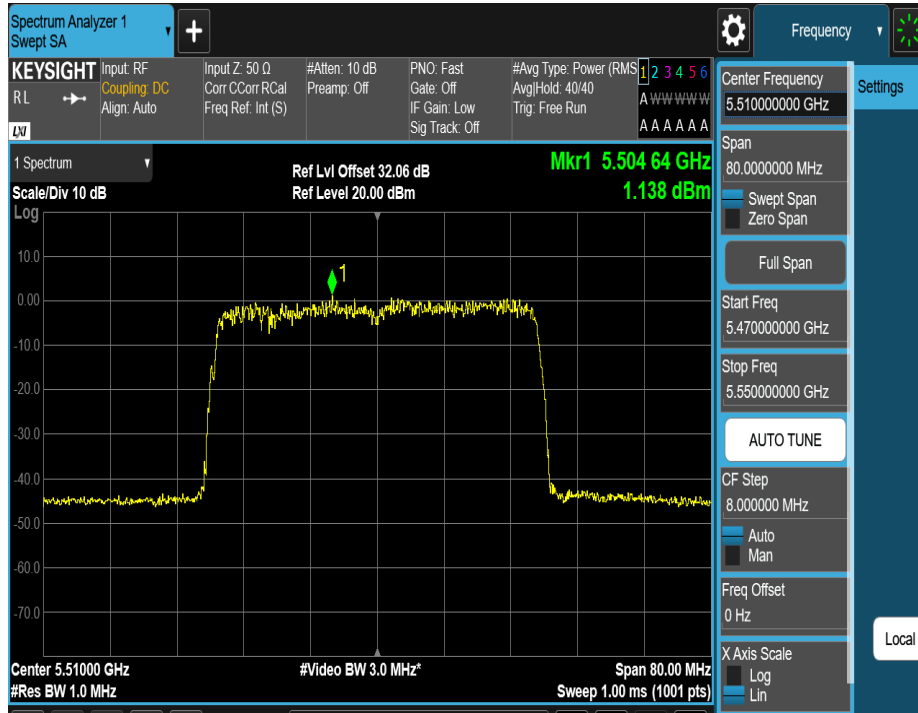 Spectrum Analyzer 1
Swept SA
+
Frequency
KEYSIGHT
R L
LXI
Input: RF
Coupling: DC
Align: Auto
Input Z: 50 Ω
Corr CCorr RCal
Freq Ref: Int (S)
#Atten: 10 dB
Preamp: Off
PNO: Fast
Gate: Off
IF Gain: Low
Sig Track: Off
#Avg Type: Power (RMS
Avg|Hold: 40/40
Trig: Free Run
1 2 3 4 5 6
A W W W W W
A A A A A A
Center Frequency
5.510000000 GHz
Settings
Span
80.0000000 MHz
Swept Span
Zero Span
Full Span
Start Freq
5.470000000 GHz
Stop Freq
5.550000000 GHz
AUTO TUNE
CF Step
8.000000 MHz
Auto
Man
Freq Offset
0 Hz
X Axis Scale
Log
Lin
Local
1 Spectrum
Scale/Div 10 dB
Log
Ref Lvl Offset 32.06 dB
Ref Level 20.00 dBm
Mkr1 5.504 64 GHz
1.138 dBm
1
10.0
0.00
-10.0
-20.0
-30.0
-40.0
-50.0
-60.0
-70.0
Center 5.51000 GHz
#Res BW 1.0 MHz
#Video BW 3.0 MHz*
Span 80.00 MHz
Sweep 1.00 ms (1001 pts)